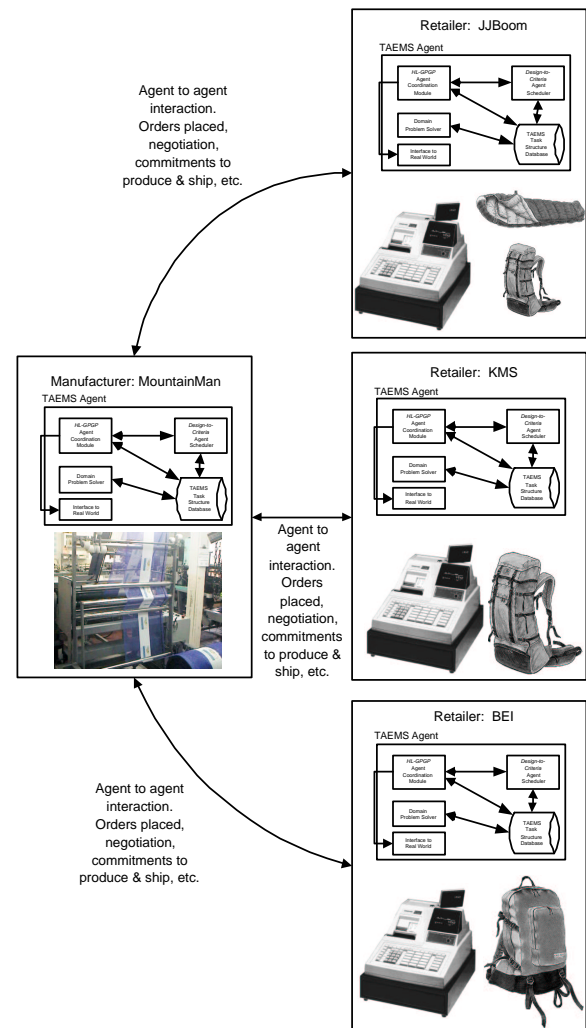 Retailer: JJBoom
TAEMS Agent
HL-GPGP
Agent
Coordination
Module
Design-to-
Criteria
Agent
Scheduler
Domain
Problem Solver
TAEMS
Task
Structure
Database
Interface to
Real World
Agent to agent
interaction.
Orders placed,
negotiation,
commitments to
produce & ship, etc.
Manufacturer: MountainMan
TAEMS Agent
HL-GPGP
Agent
Coordination
Module
Design-to-
Criteria
Agent
Scheduler
Domain
Problem Solver
TAEMS
Task
Structure
Database
Interface to
Real World
Agent to
agent
interaction.
Orders
placed,
negotiation,
commitments
to produce &
ship, etc.
Retailer: KMS
TAEMS Agent
HL-GPGP
Agent
Coordination
Module
Design-to-
Criteria
Agent
Scheduler
Domain
Problem Solver
TAEMS
Task
Structure
Database
Interface to
Real World
Agent to agent
interaction.
Orders placed,
negotiation,
commitments to
produce & ship, etc.
Retailer: BEI
TAEMS Agent
HL-GPGP
Agent
Coordination
Module
Design-to-
Criteria
Agent
Scheduler
Domain
Problem Solver
TAEMS
Task
Structure
Database
Interface to
Real World